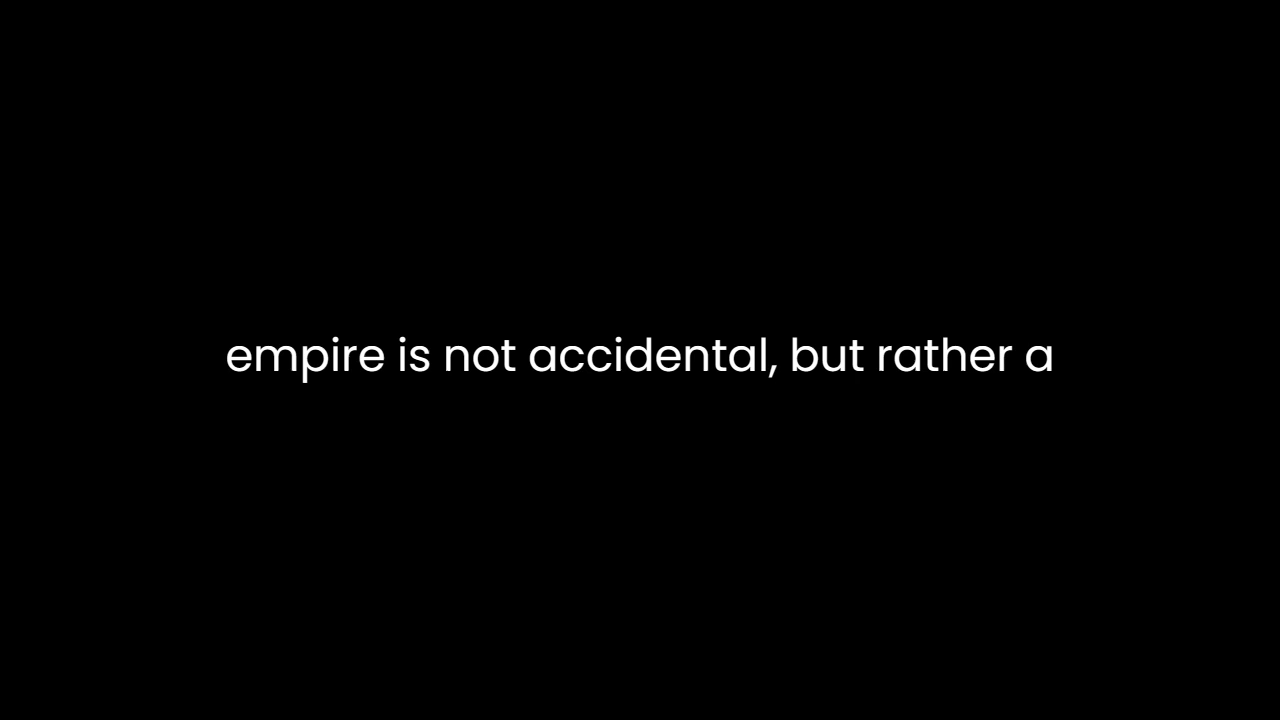 empire is not accidental, but rather a